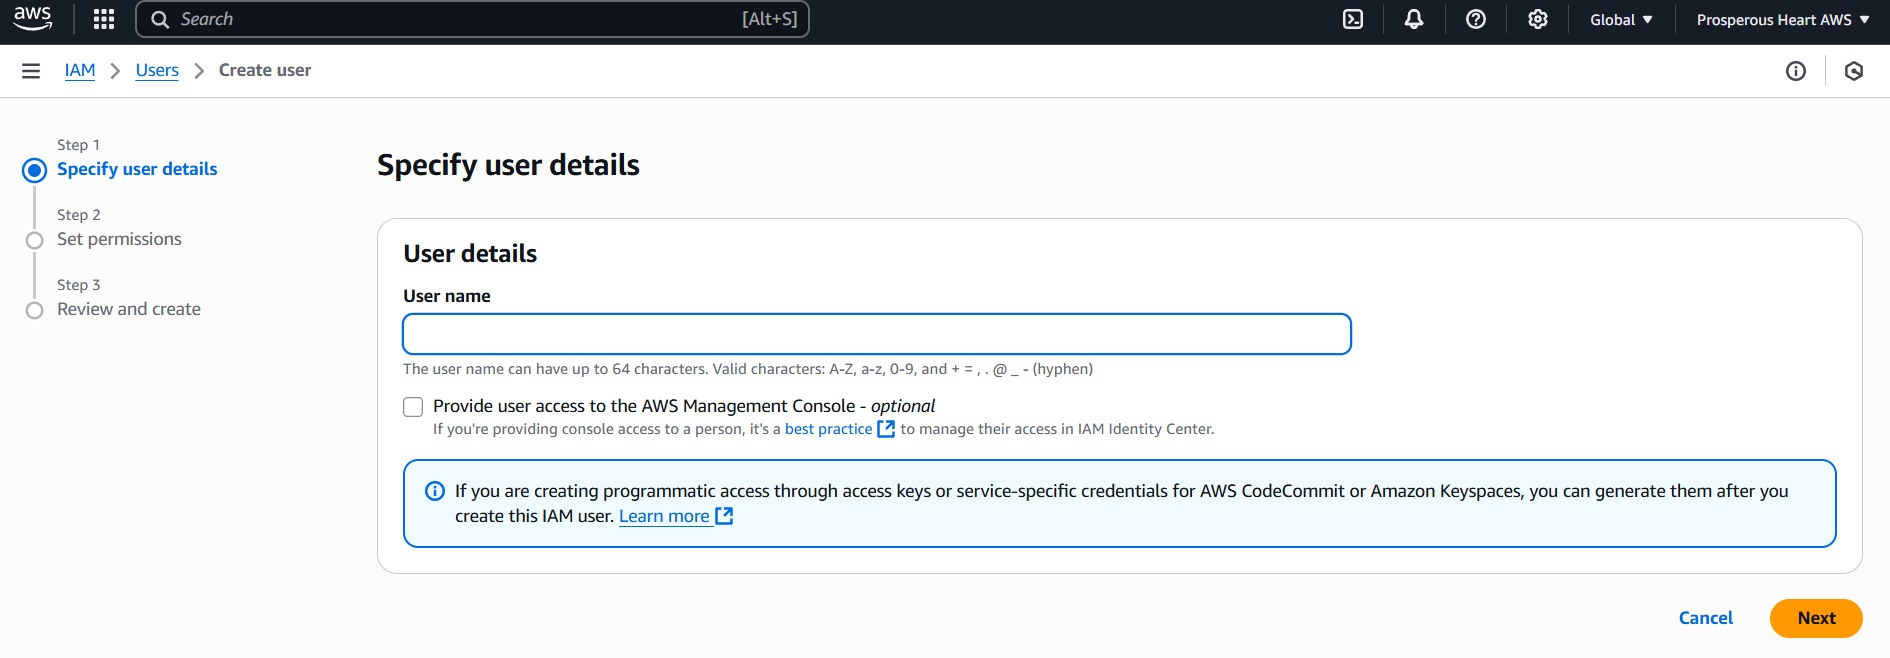 aws
Search [Alt+S]
Global
Prosperous Heart AWS
IAM > Users > Create user
Step 1
Specify user details
Step 2
Set permissions
Step 3
Review and create
Specify user details
User details
User name
The user name can have up to 64 characters. Valid characters: A-Z, a-z, 0-9, and + = , . @ _ - (hyphen)
Provide user access to the AWS Management Console - optional
If you're providing console access to a person, it's a best practice to manage their access in IAM Identity Center.
If you are creating programmatic access through access keys or service-specific credentials for AWS CodeCommit or Amazon Keyspaces, you can generate them after you
create this IAM user. Learn more
Cancel
Next